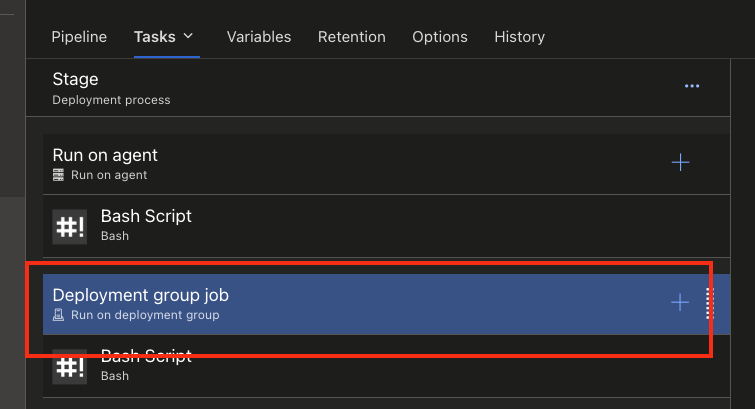 Pipeline Tasks Variables Retention Options History
Stage
Deployment process
Run on agent
Run on agent
#! Bash Script
Bash
Deployment group job
Run on deployment group
#! Bash Script
Bash